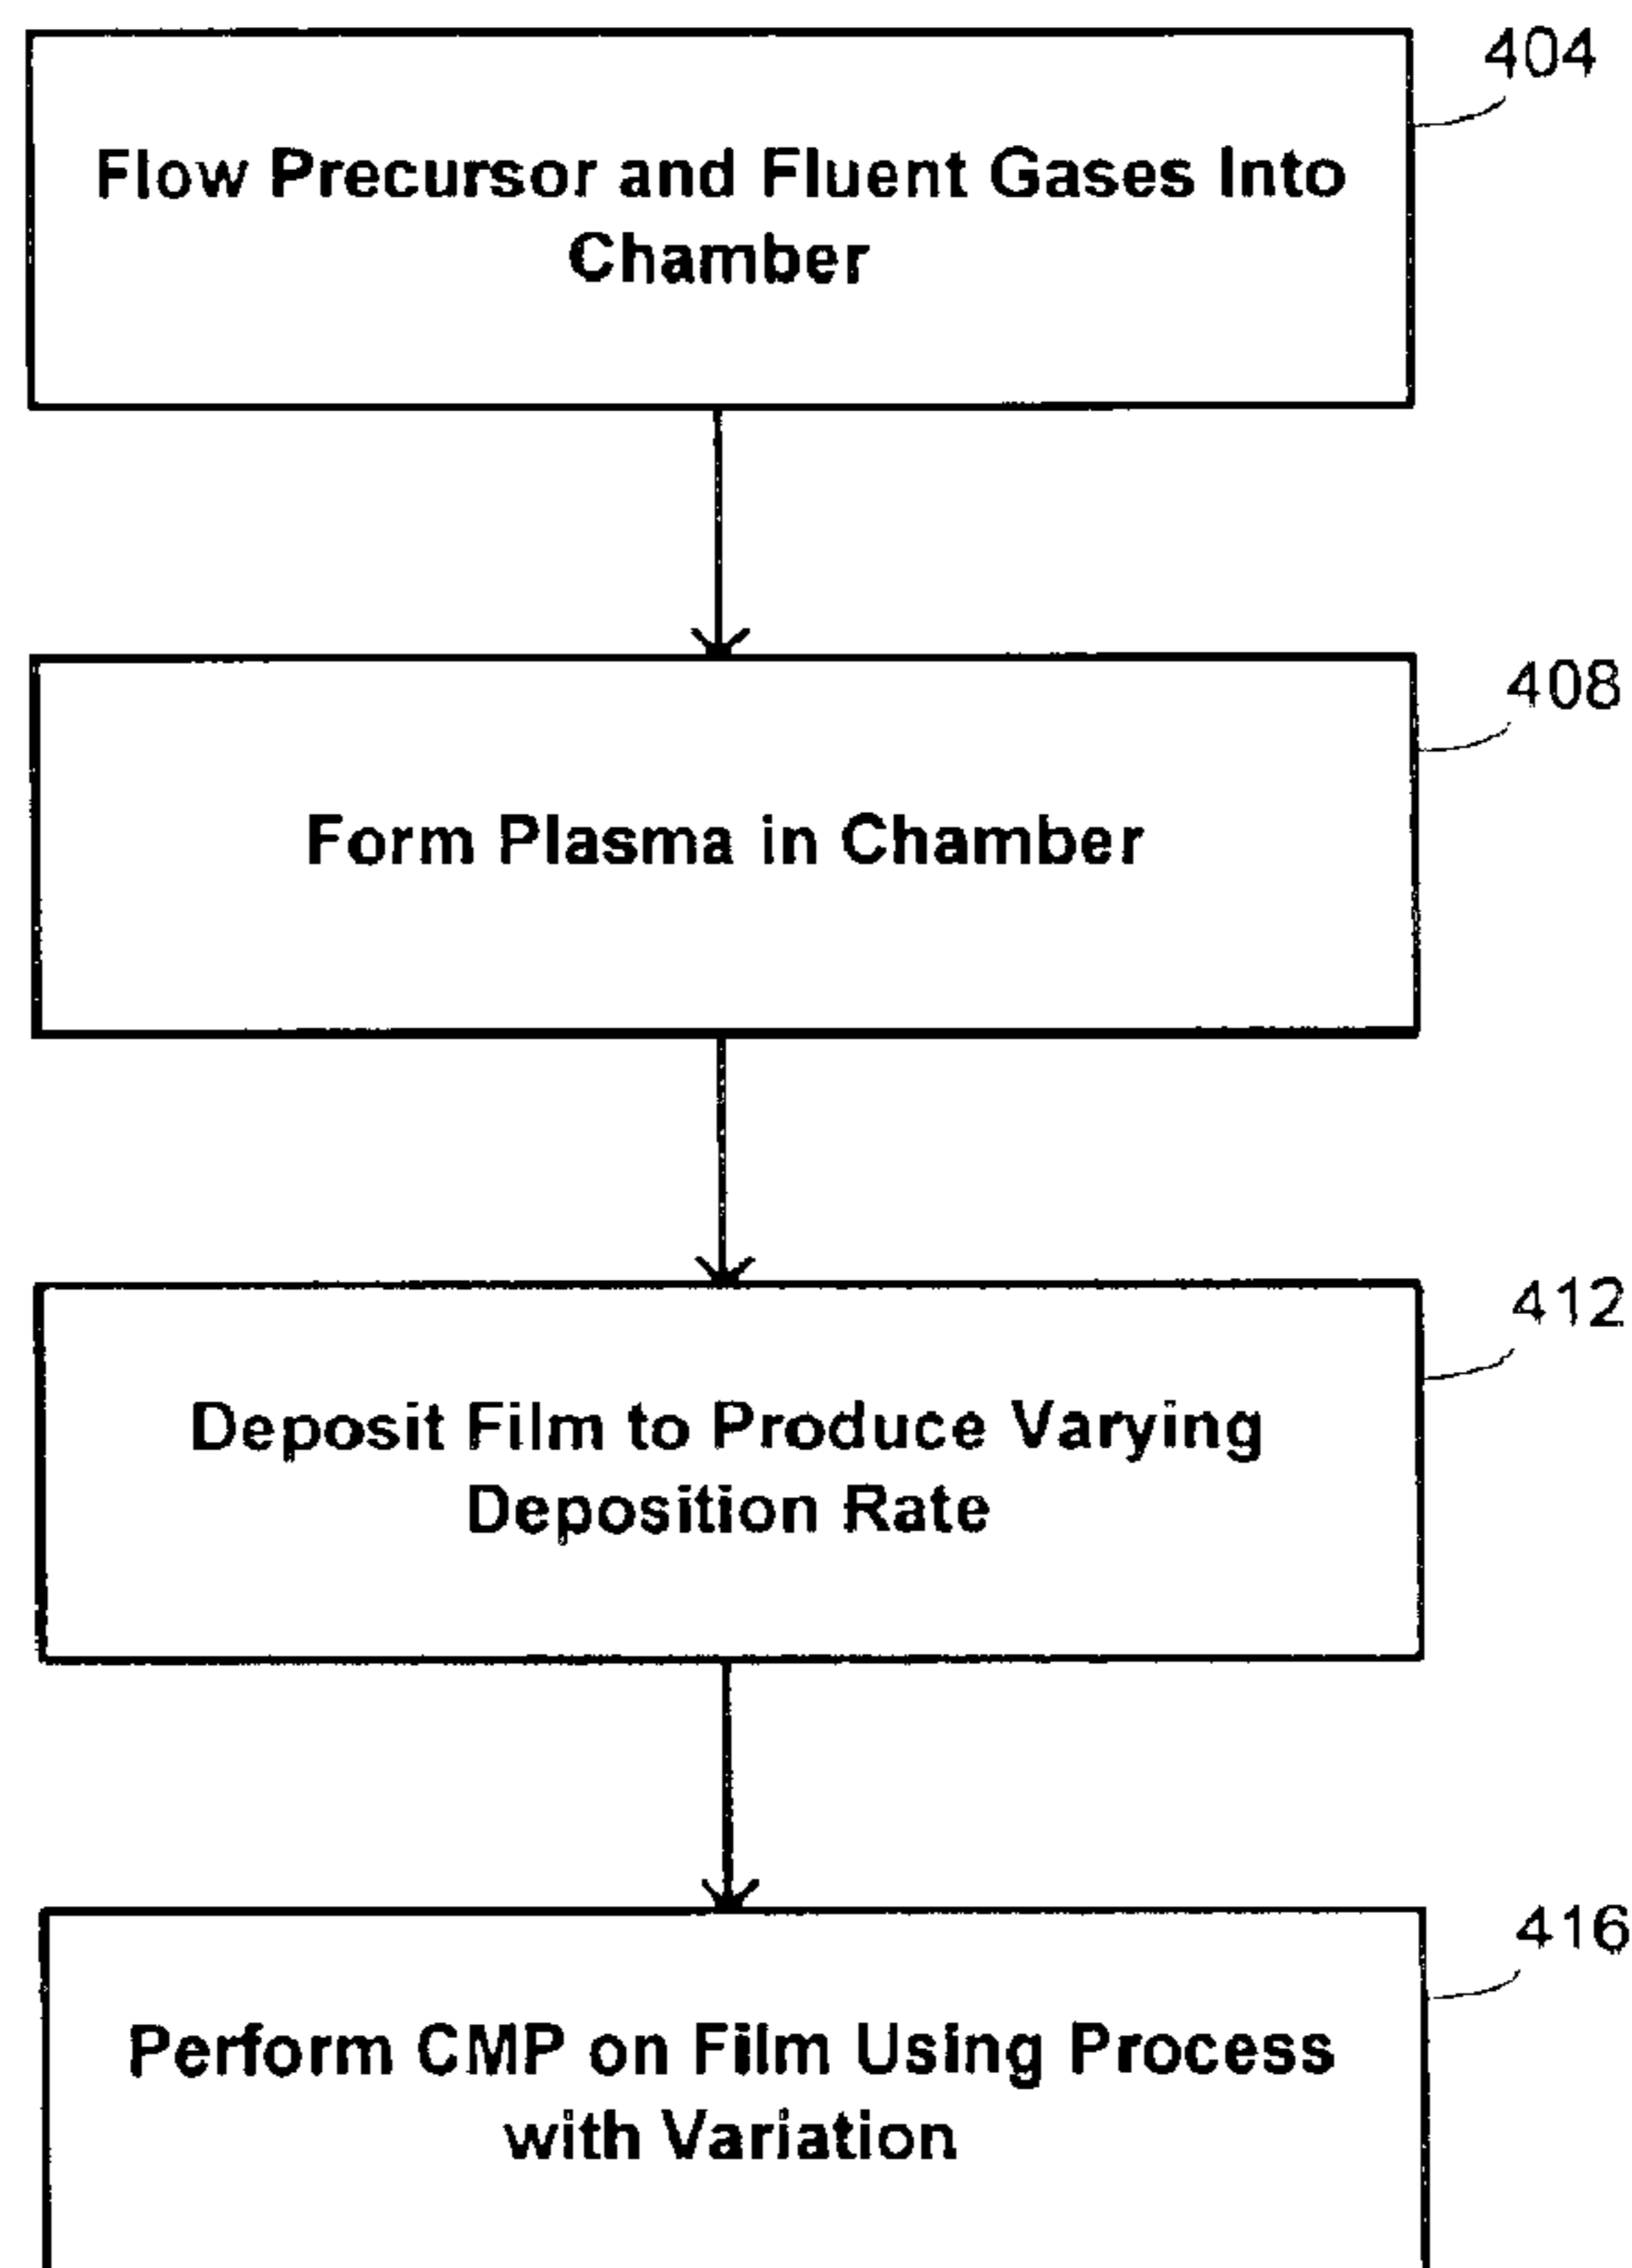 404
Flow Precursor and Fluent Gases Into
Chamber
408
Form Plasma in Chamber
412
Deposit Film to Produce Varying
Deposition Rate
416
Perform CMP on Film Using Process
with Variation